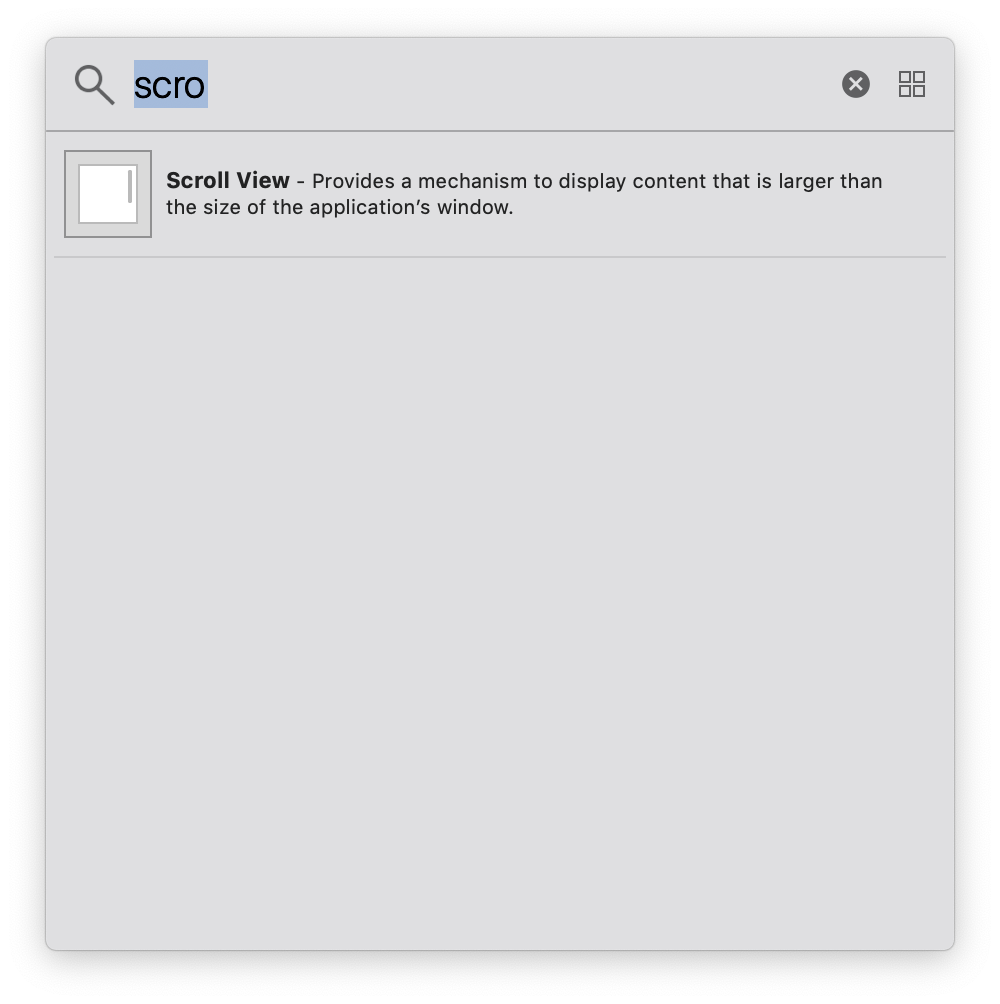 scro
Scroll View - Provides a mechanism to display content that is larger than
the size of the application’s window.